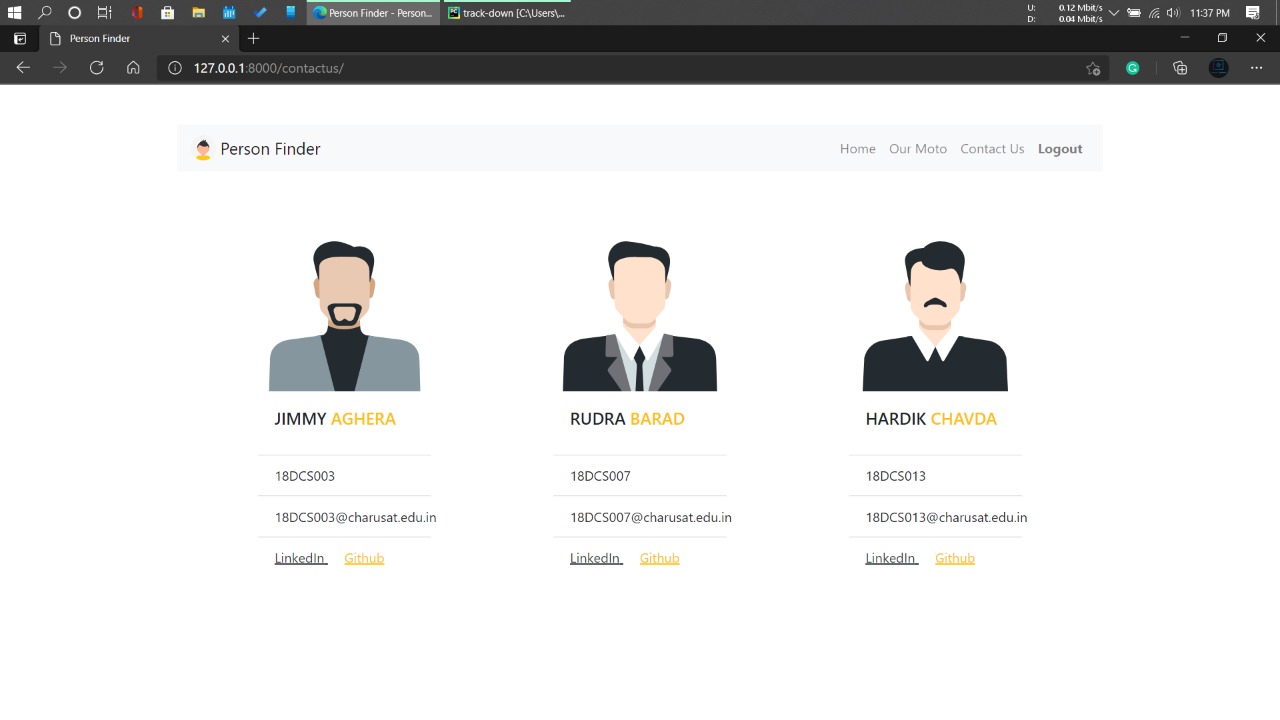 Person Finder - Person...
track-down [C:\Users\...
U: 0.12 Mbit/s
D: 0.04 Mbit/s
11:37 PM
Person Finder
127.0.0.1:8000/contactus/
Person Finder Home Our Moto Contact Us Logout
JIMMY AGHERA RUDRA BARAD HARDIK CHAVDA
18DCS003 18DCS007 18DCS013
18DCS003@charusat.edu.in 18DCS007@charusat.edu.in 18DCS013@charusat.edu.in
LinkedIn Github LinkedIn Github LinkedIn Github